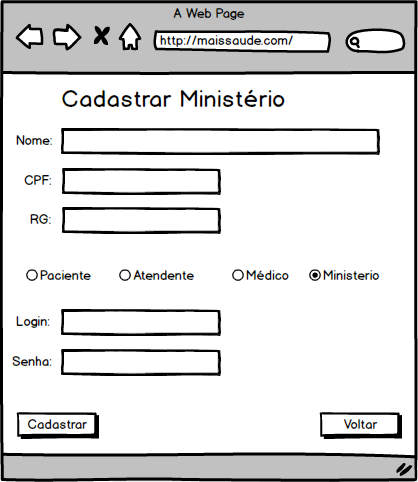 A Web Page
http://maissaude.com/
Cadastrar Ministério
Nome:
CPF:
RG:
Paciente Atendente Médico Ministerio
Login:
Senha:
Cadastrar Voltar